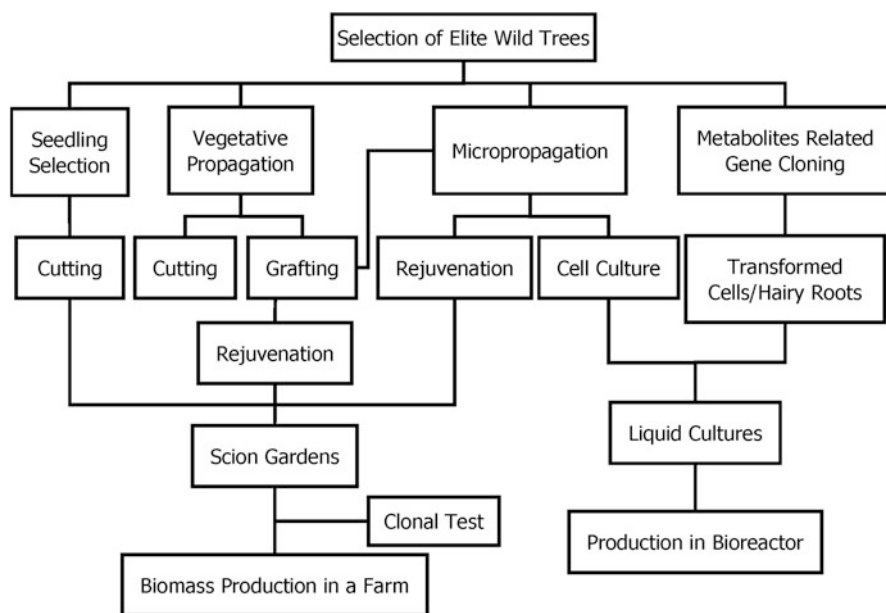 Selection of Elite Wild Trees
Seedling
Selection
Vegetative
Propagation
Micropropagation
Metabolites Related
Gene Cloning
Cutting
Cutting
Grafting
Rejuvenation
Cell Culture
Transformed
Cells/Hairy Roots
Rejuvenation
Liquid Cultures
Scion Gardens
Clonal Test
Production in Bioreactor
Biomass Production in a Farm